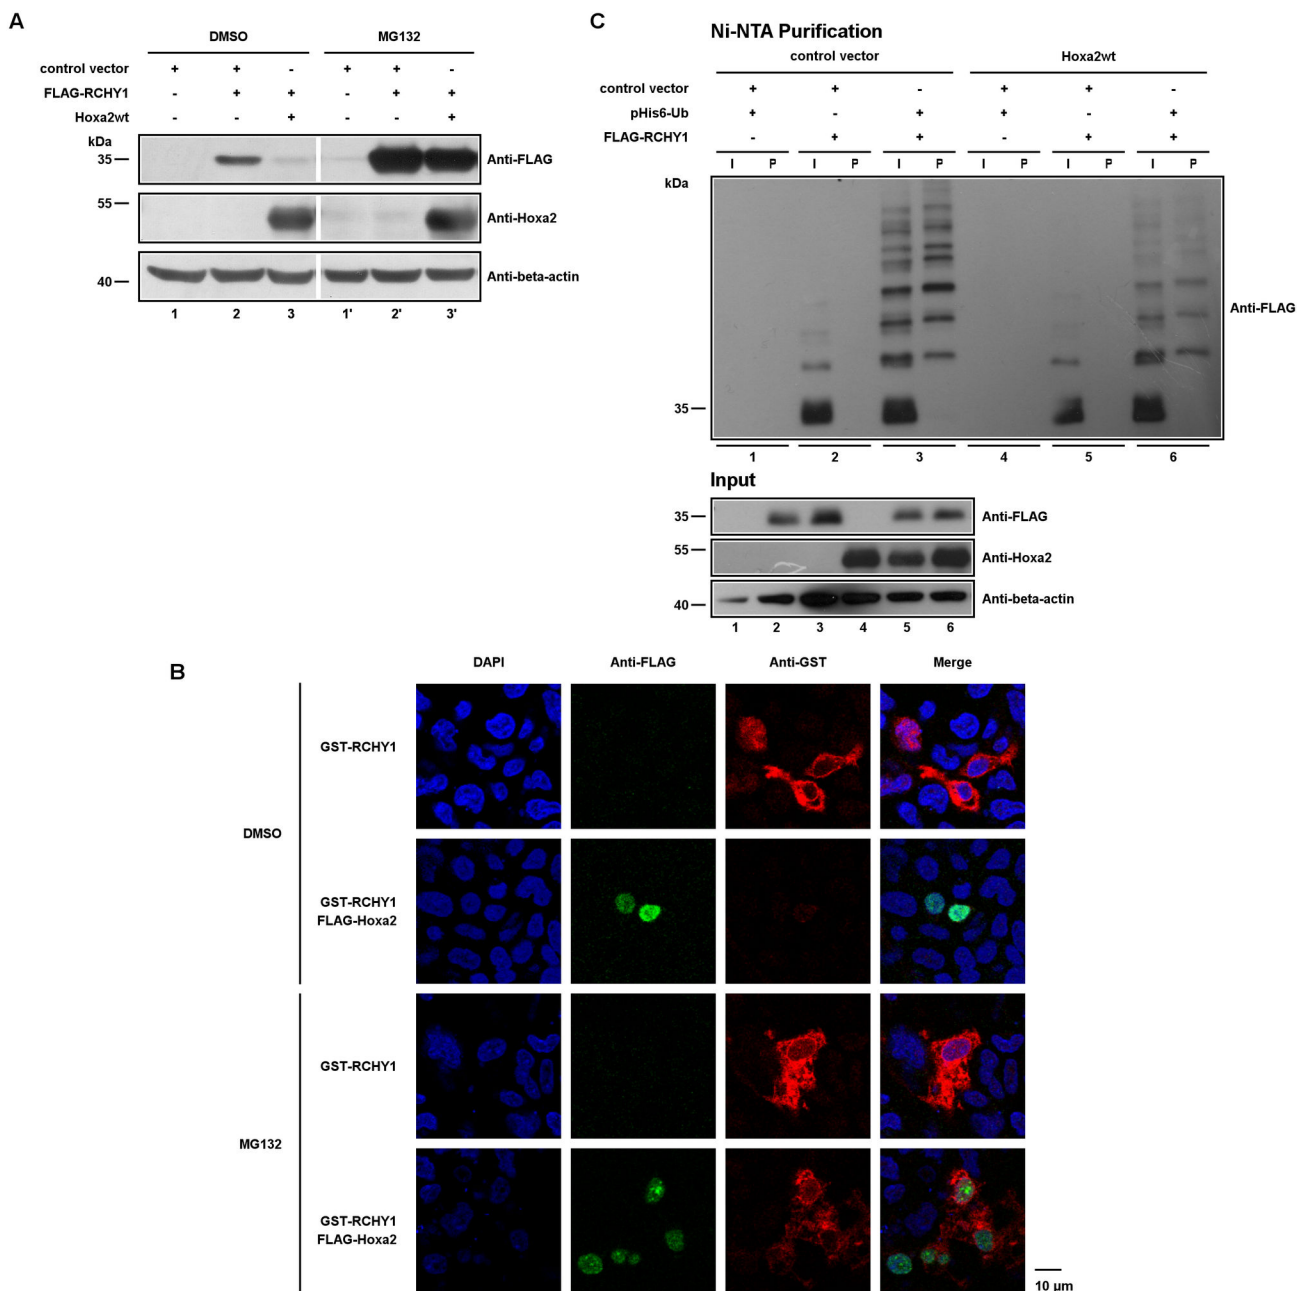 A
DMSO MG132
control vector + + - + + -
FLAG-RCHY1 - + + - + +
Hoxa2wt - - + - - +
kDa
35 Anti-FLAG
55 Anti-Hoxa2
40 Anti-beta-actin
1 2 3 1' 2' 3'
C
Ni-NTA Purification
control vector Hoxa2wt
control vector + + - + + -
pHis6-Ub + - + + - +
FLAG-RCHY1 - + + - + +
I P I P I P I P I P I P
kDa
Anti-FLAG
35
1 2 3 4 5 6
Input
35 Anti-FLAG
55 Anti-Hoxa2
40 Anti-beta-actin
1 2 3 4 5 6
B
DAPI Anti-FLAG Anti-GST Merge
DMSO
GST-RCHY1
GST-RCHY1
FLAG-Hoxa2
MG132
GST-RCHY1
GST-RCHY1
FLAG-Hoxa2
10 µm